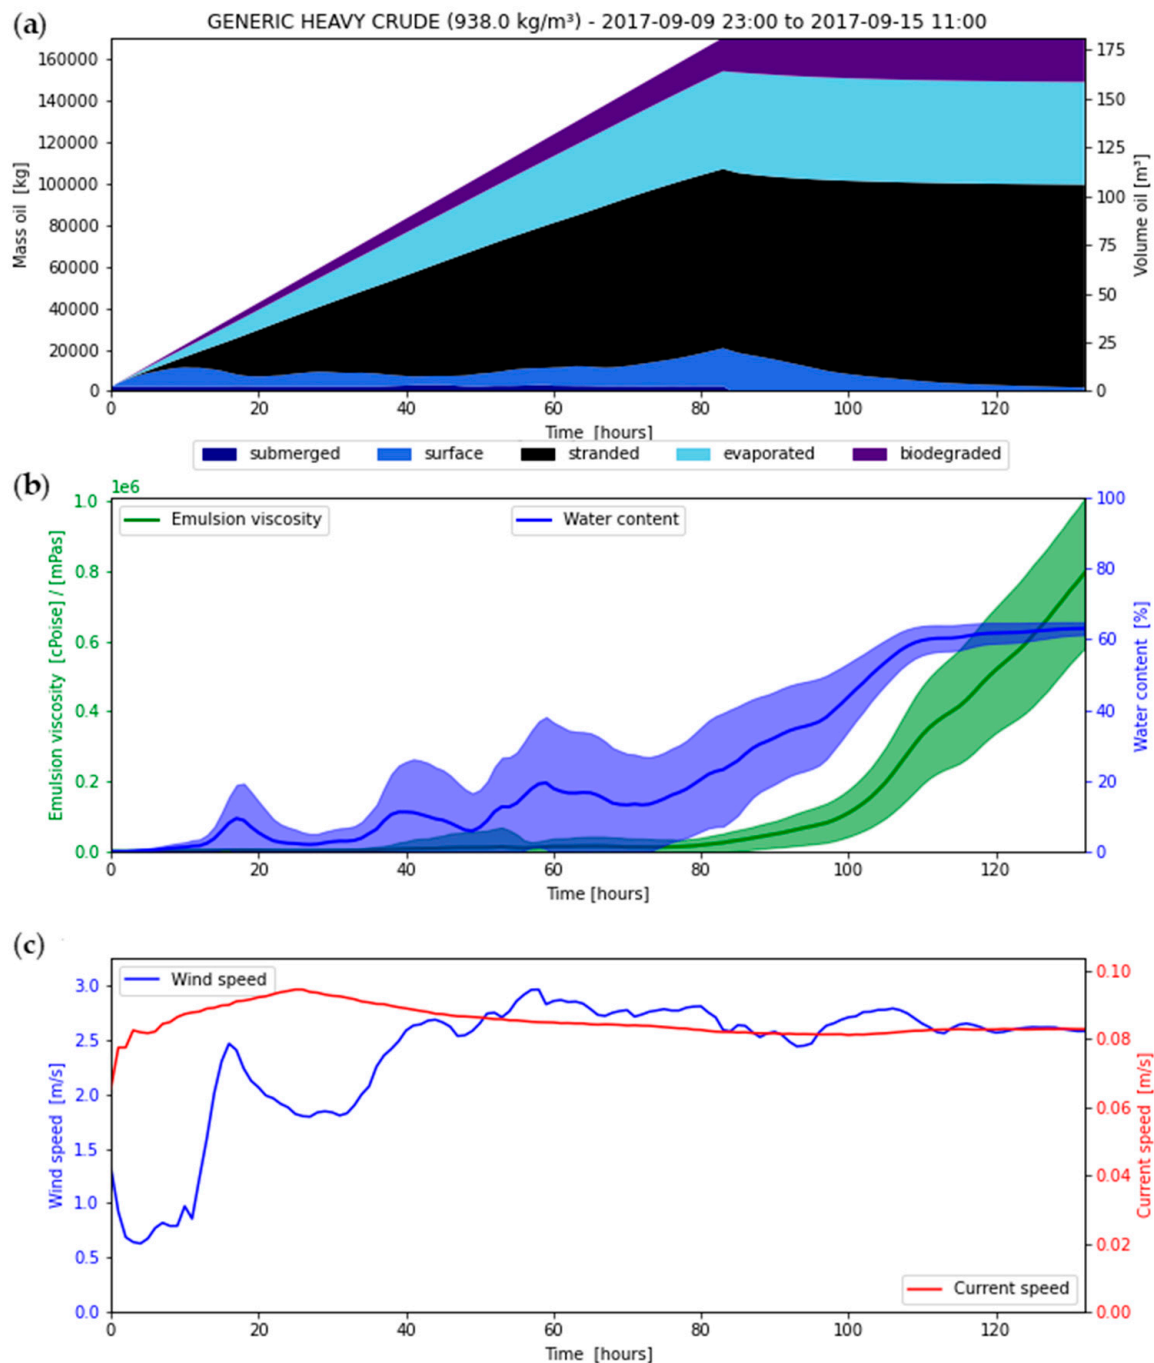 (a)
GENERIC HEAVY CRUDE (938.0 kg/m³) - 2017-09-09 23:00 to 2017-09-15 11:00
Mass oil [kg]
160000
140000
120000
100000
80000
60000
40000
20000
0
Volume oil [m³]
175
150
125
100
75
50
25
0
0 20 40 60 80 100 120
Time [hours]
submerged surface stranded evaporated biodegraded
(b)
1e6
Emulsion viscosity
Water content
Emulsion viscosity [cPoise] / [mPas]
1.0
0.8
0.6
0.4
0.2
0.0
Water content [%]
100
80
60
40
20
0
0 20 40 60 80 100 120
Time [hours]
(c)
Wind speed
Wind speed [m/s]
3.0
2.5
2.0
1.5
1.0
0.5
0.0
Current speed [m/s]
0.10
0.08
0.06
0.04
0.02
0.00
Current speed
0 20 40 60 80 100 120
Time [hours]